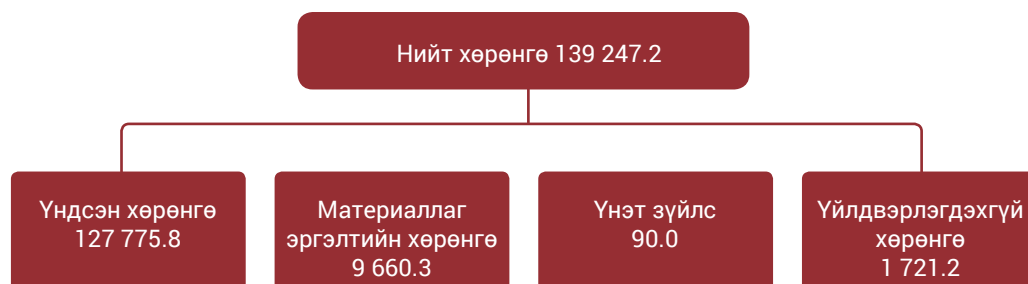 Нийт хөрөнгө 139 247.2
Үндсэн хөрөнгө
127 775.8
Материаллаг
эргэлтийн хөрөнгө
9 660.3
Үнэт зүйлс
90.0
Үйлдвэрлэгдэхгүй
хөрөнгө
1 721.2